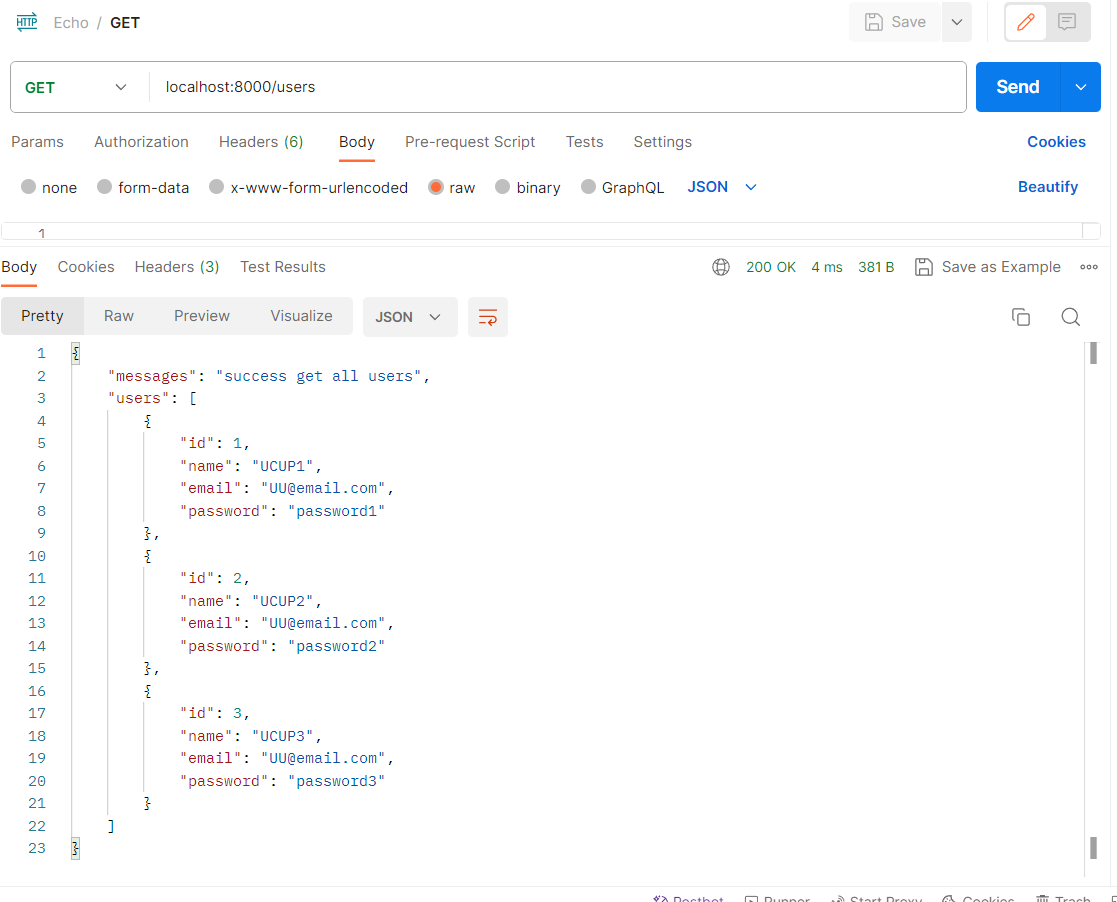 HTTP Echo / GET Save
GET localhost:8000/users Send
Params Authorization Headers (6) Body Pre-request Script Tests Settings Cookies
none form-data x-www-form-urlencoded raw binary GraphQL JSON Beautify
1
Body Cookies Headers (3) Test Results 200 OK 4 ms 381 B Save as Example
Pretty Raw Preview Visualize JSON
1 {
2 "messages": "success get all users",
3 "users": [
4 {
5 "id": 1,
6 "name": "UCUP1",
7 "email": "UU@email.com",
8 "password": "password1"
9 },
10 {
11 "id": 2,
12 "name": "UCUP2",
13 "email": "UU@email.com",
14 "password": "password2"
15 },
16 {
17 "id": 3,
18 "name": "UCUP3",
19 "email": "UU@email.com",
20 "password": "password3"
21 }
22 ]
23 }
Postbot Runner Start Proxy Cookies Trash